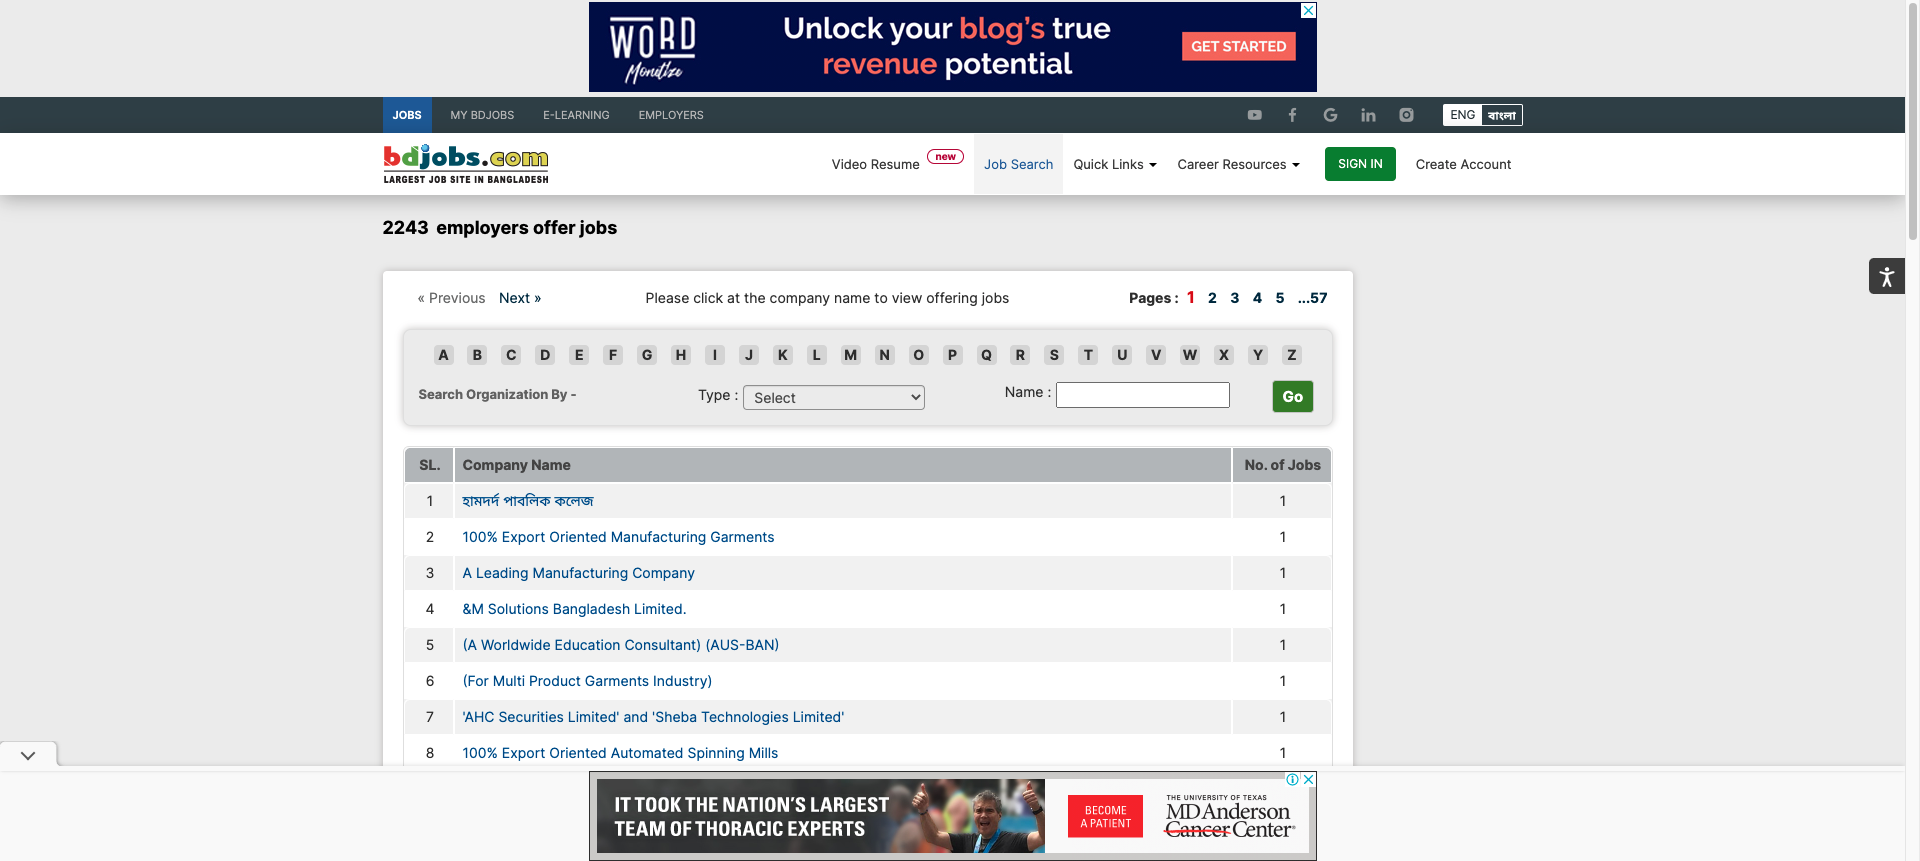 WORD
Monetize
Unlock your blog's true
revenue potential
GET STARTED
JOBS MY BDJOBS E-LEARNING EMPLOYERS ENG বাংলা
bdjobs.com
LARGEST JOB SITE IN BANGLADESH
Video Resume new Job Search Quick Links Career Resources SIGN IN Create Account
2243 employers offer jobs
« Previous Next » Please click at the company name to view offering jobs Pages : 1 2 3 4 5 ...57
A B C D E F G H I J K L M N O P Q R S T U V W X Y Z
Search Organization By - Type : Select Name : Go
SL. Company Name No. of Jobs
1 হামদর্দ পাবলিক কলেজ 1
2 100% Export Oriented Manufacturing Garments 1
3 A Leading Manufacturing Company 1
4 &M Solutions Bangladesh Limited. 1
5 (A Worldwide Education Consultant) (AUS-BAN) 1
6 (For Multi Product Garments Industry) 1
7 'AHC Securities Limited' and 'Sheba Technologies Limited' 1
8 100% Export Oriented Automated Spinning Mills 1
IT TOOK THE NATION'S LARGEST
TEAM OF THORACIC EXPERTS
BECOME
A PATIENT
THE UNIVERSITY OF TEXAS
MD Anderson
Cancer Center